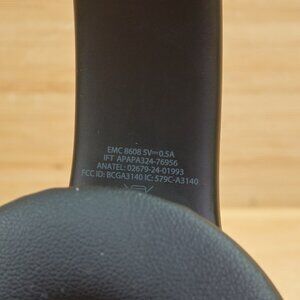 EMC 8608 5V⎓0.5A
IFT APAPA324-76956
ANATEL: 02679-24-01993
FCC ID: BCGA3140 IC: 579C-A3140